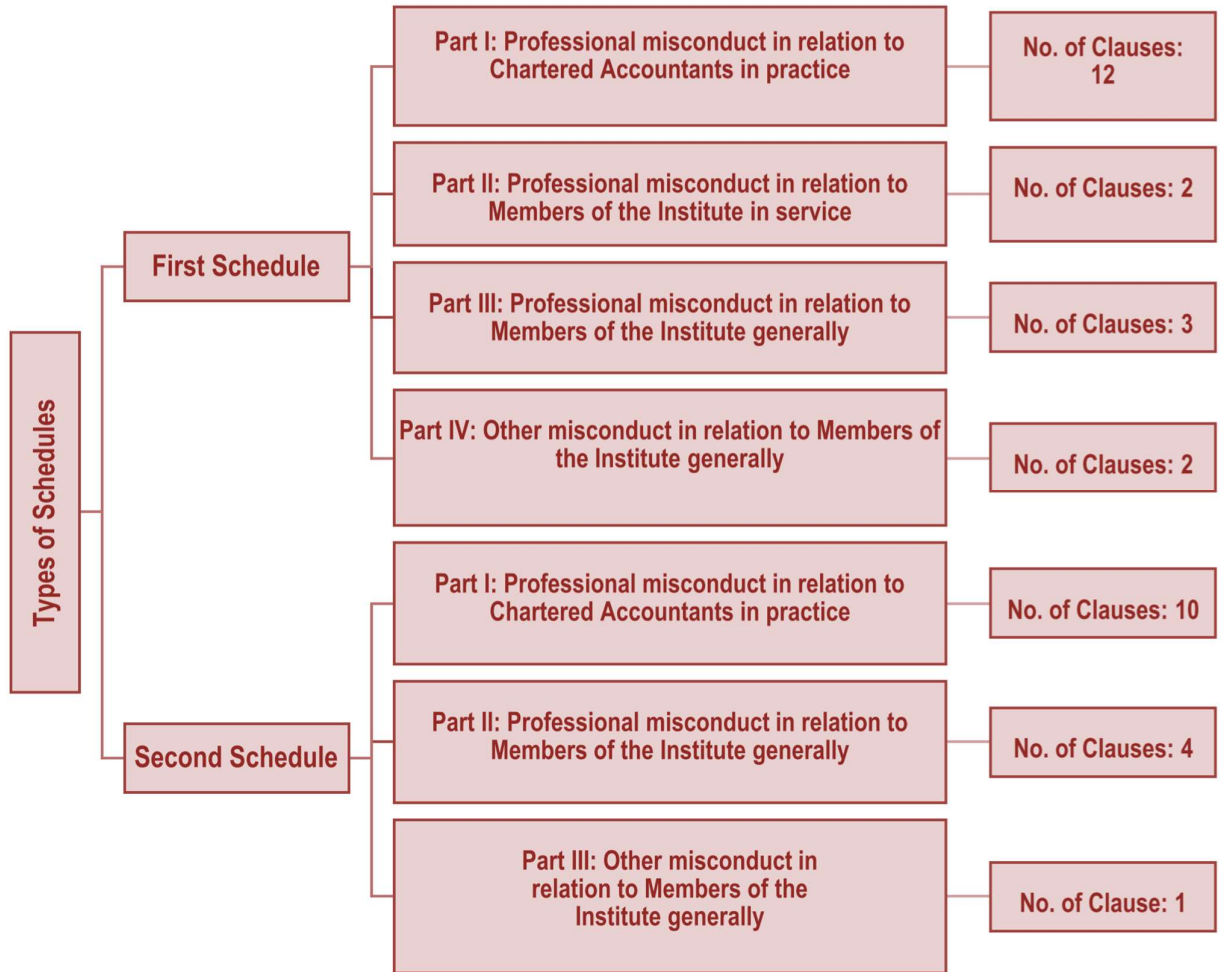 Types of Schedules
First Schedule
Part I: Professional misconduct in relation to
Chartered Accountants in practice
No. of Clauses:
12
Part II: Professional misconduct in relation to
Members of the Institute in service
No. of Clauses: 2
Part III: Professional misconduct in relation to
Members of the Institute generally
No. of Clauses: 3
Part IV: Other misconduct in relation to Members of
the Institute generally
No. of Clauses: 2
Second Schedule
Part I: Professional misconduct in relation to
Chartered Accountants in practice
No. of Clauses: 10
Part II: Professional misconduct in relation to
Members of the Institute generally
No. of Clauses: 4
Part III: Other misconduct in
relation to Members of the
Institute generally
No. of Clause: 1